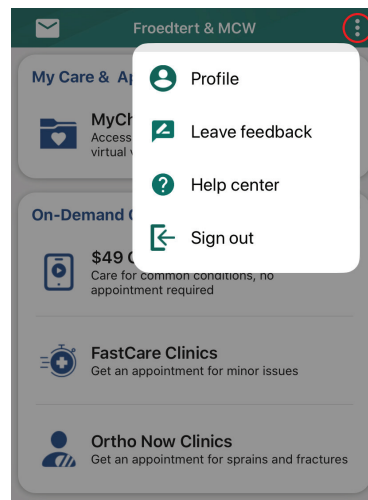 Froedtert & MCW
My Care & Ap
Profile
MyCh
Access
virtual v
Leave feedback
Help center
On-Demand
Sign out
$49
Care for common conditions, no
appointment required
FastCare Clinics
Get an appointment for minor issues
Ortho Now Clinics
Get an appointment for sprains and fractures